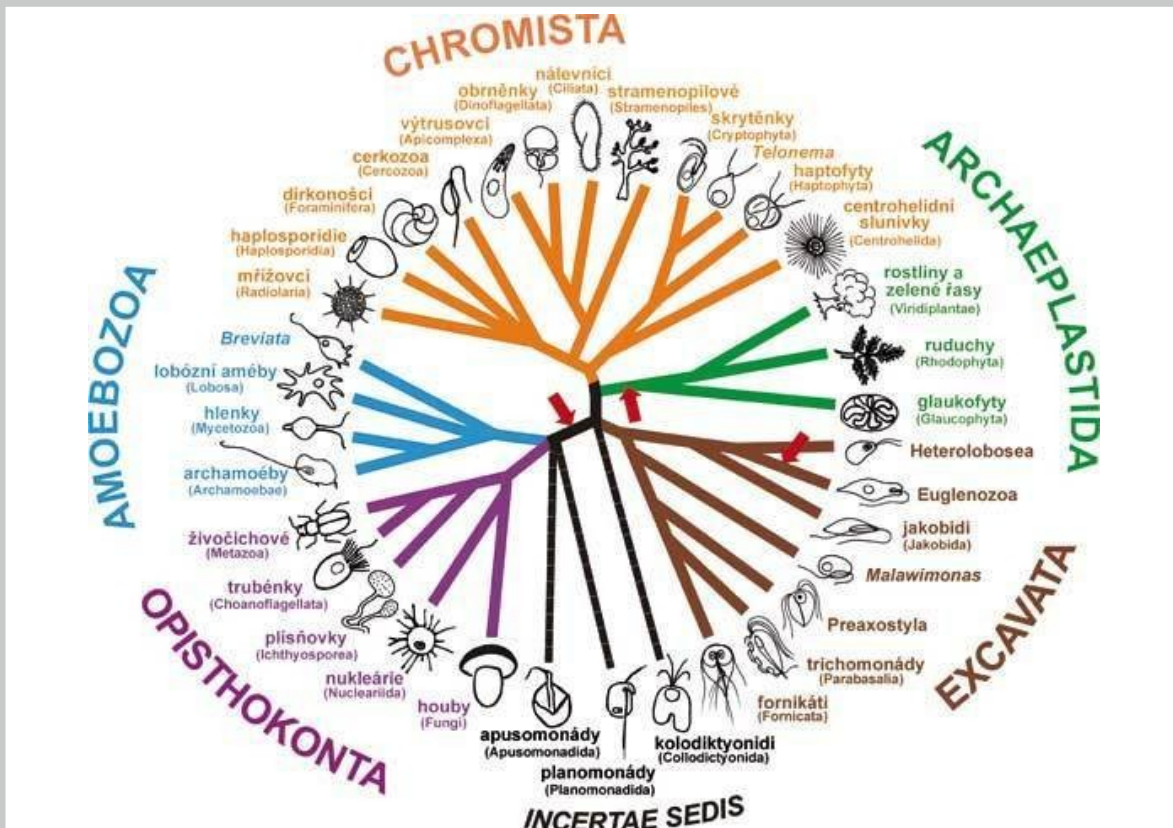 CHROMISTA
nálevníci
(Ciliata)
obrněnky
(Dinoflagellata)
stramenopilové
(Stramenopiles)
výtrusovci
(Apicomplexa)
skrytěnky
(Cryptophyta)
cerkozoa
(Cercozoa)
Telonema
haptofyty
(Haptophyta)
dírkonošci
(Foraminifera)
centrohelidní
slunivky
(Centrohelida)
haplosporidie
(Haplosporidia)
mřížovci
(Radiolaria)
ARCHAEPLASTIDA
rostliny a
zelené řasy
(Viridiplantae)
ruduchy
(Rhodophyta)
glaukofyty
(Glaucophyta)
AMOEBOZOA
Breviata
lobózní améby
(Lobosa)
hlenky
(Mycetozoa)
archamoéby
(Archamoebae)
Heterolobosea
Euglenozoa
jakobidi
(Jakobida)
Malawimonas
Preaxostyla
trichomonády
(Parabasalia)
fornikáti
(Fornicata)
EXCAVATA
živočichové
(Metazoa)
trubénky
(Choanoflagellata)
plísňovky
(Ichthyosporea)
nukleárie
(Nucleariida)
houby
(Fungi)
OPISTHOKONTA
apusomonády
(Apusomonadida)
planomonády
(Planomonadida)
kolodiktyonidi
(Collodictyonida)
INCERTAE SEDIS